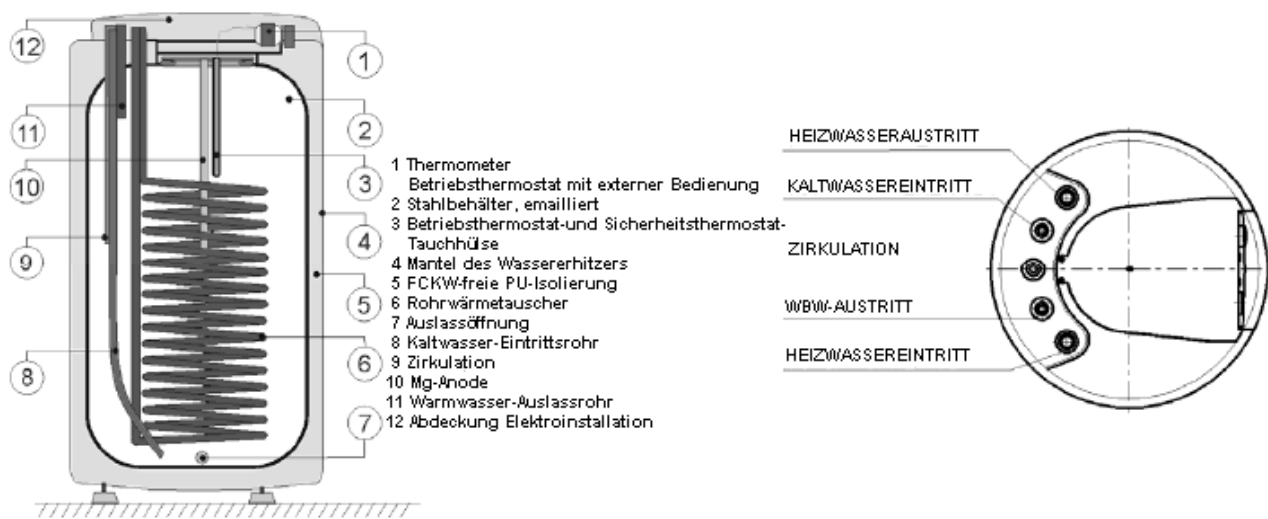 12
11
10
9
8
1
2
3
4
5
6
7
1 Thermometer
Betriebsthermostat mit externer Bedienung
2 Stahlbehälter, emailliert
3 Betriebsthermostat-und Sicherheitsthermostat-
Tauchhülse
4 Mantel des Wassererhitzers
5 FCKW-freie PU-Isolierung
6 Rohrwärmetauscher
7 Auslassöffnung
8 Kaltwasser-Eintrittsrohr
9 Zirkulation
10 Mg-Anode
11 Warmwasser-Auslassrohr
12 Abdeckung Elektroinstallation
HEIZWASSERAUSTRITT
KALTWASSEREINTRITT
ZIRKULATION
WBW-AUSTRITT
HEIZWASSEREINTRITT